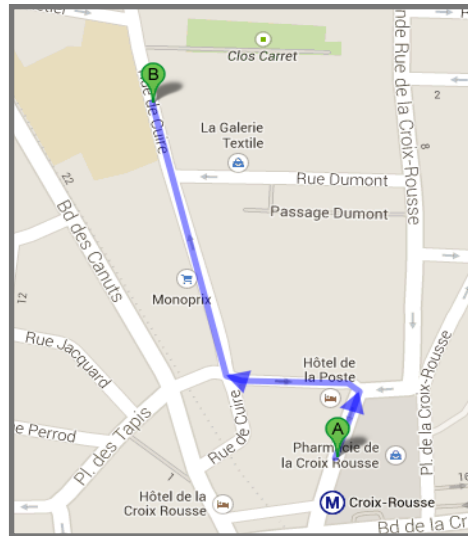 Clos Carret
nde Rue de la Croix-Rousse
2
8
B
Rue de Cuire
La Galerie
Textile
Rue Dumont
Passage Dumont
22
Bd des Canuts
Monoprix
12
Rue Jacquard
Hôtel de
la Poste
Pl. de la Croix-Rousse
e Perrod
Pl. des Tapis
Rue de Cuire
A
Pharmacie de
la Croix Rousse
1
Hôtel de la
Croix Rousse
M Croix-Rousse
Bd de la Cro